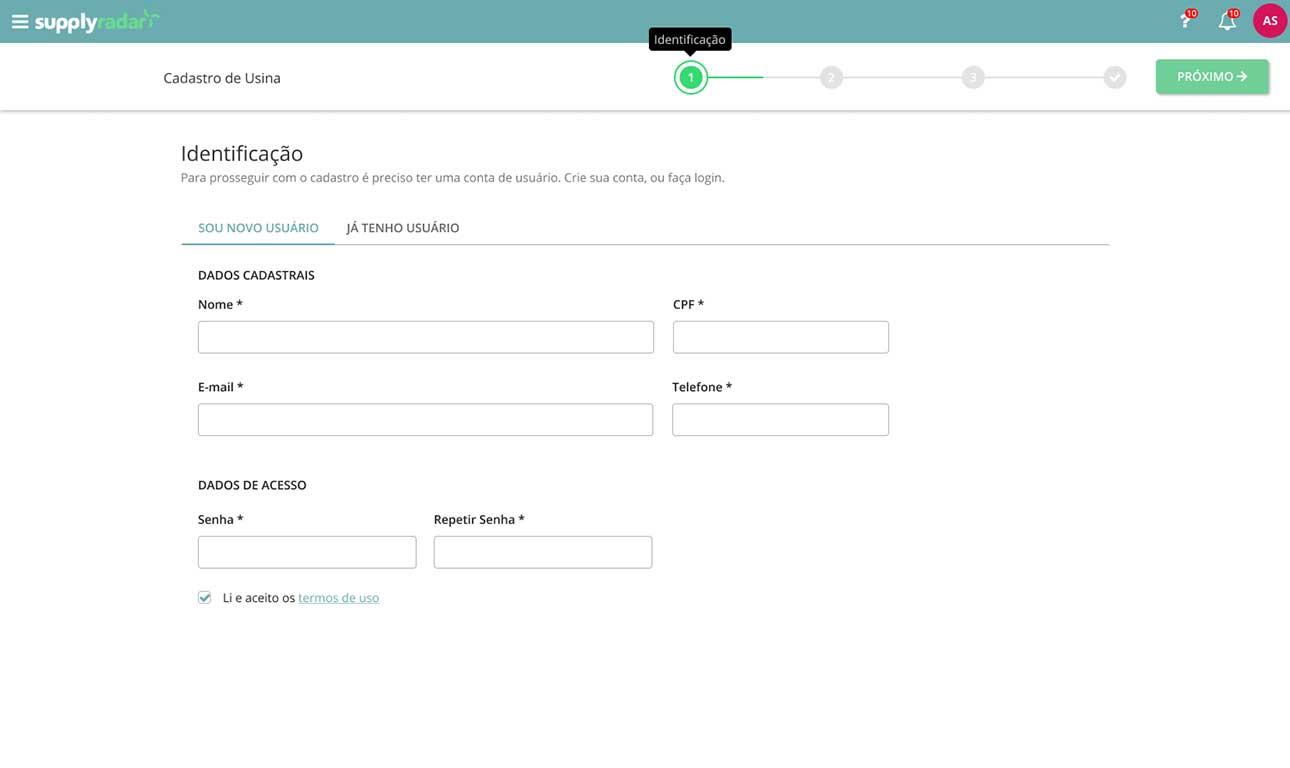 supplyradar
? 10
10
AS
Identificação
Cadastro de Usina
1
2
3
PRÓXIMO
Identificação
Para prosseguir com o cadastro é preciso ter uma conta de usuário. Crie sua conta, ou faça login.
SOU NOVO USUÁRIO JÁ TENHO USUÁRIO
DADOS CADASTRAIS
Nome * CPF *
E-mail * Telefone *
DADOS DE ACESSO
Senha * Repetir Senha *
Li e aceito os termos de uso